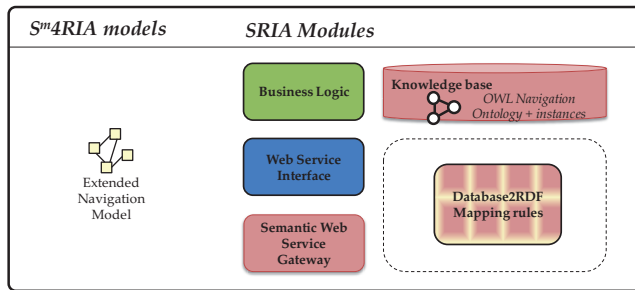 Sᵐ4RIA models
SRIA Modules
Business Logic
Knowledge base
OWL Navigation
Ontology + instances
Web Service
Interface
Extended
Navigation
Model
Database2RDF
Mapping rules
Semantic Web
Service
Gateway